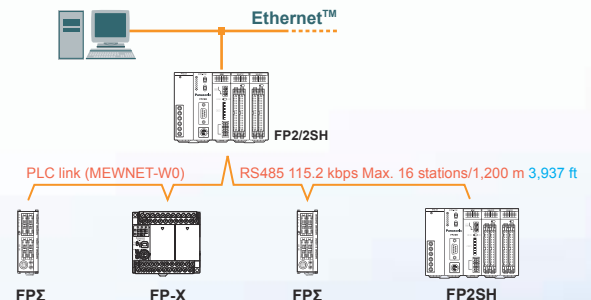 Ethernet™
Panasonic
FP2/2SH
PLC link (MEWNET-W0) RS485 115.2 kbps Max. 16 stations/1,200 m 3,937 ft
FPΣ FP-X FPΣ FP2SH